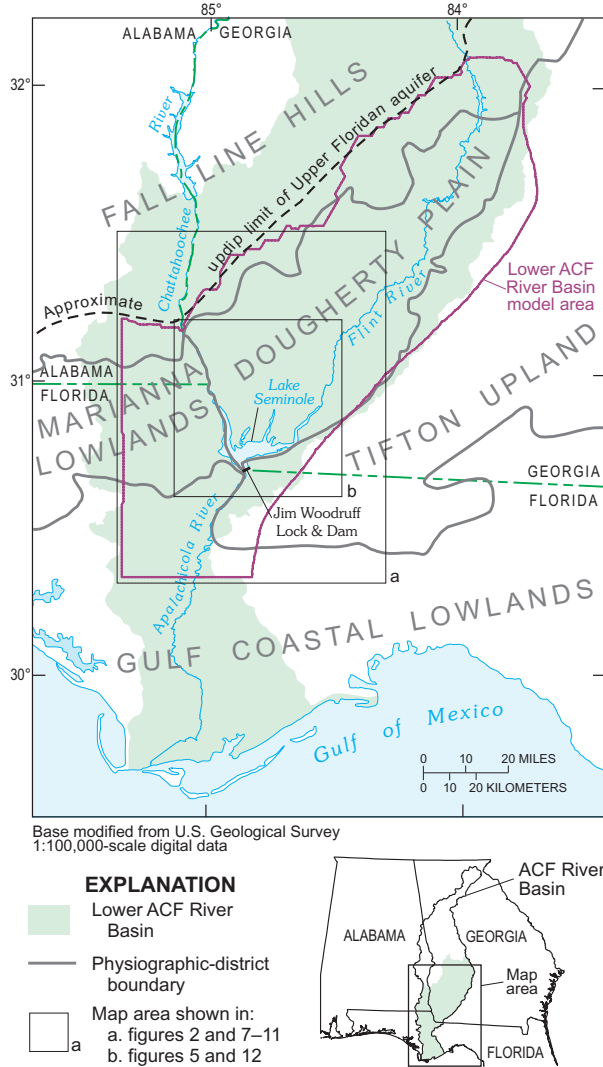 85°
84°
ALABAMA
GEORGIA
32°
River
Chattahoochee
FALL LINE HILLS
updip limit of Upper Floridan aquifer
Approximate
Lower ACF
River Basin
model area
DOUGHERTY PLAIN
Flint River
31°
ALABAMA
FLORIDA
MARIANNA
LOWLANDS
Lake
Seminole
TIFTON UPLAND
GEORGIA
FLORIDA
b
Jim Woodruff
Lock & Dam
a
Apalachicola River
GULF COASTAL LOWLANDS
30°
Gulf of Mexico
0 10 20 MILES
0 10 20 KILOMETERS
Base modified from U.S. Geological Survey
1:100,000-scale digital data
EXPLANATION
Lower ACF River
Basin
Physiographic-district
boundary
Map area shown in:
a
a. figures 2 and 7–11
b. figures 5 and 12
ACF River
Basin
ALABAMA
GEORGIA
Map
area
FLORIDA